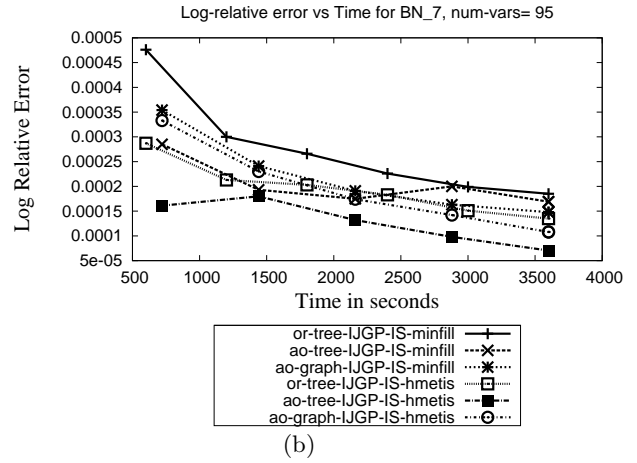 Log-relative error vs Time for BN_7, num-vars= 95
Log Relative Error
0.0005
0.00045
0.0004
0.00035
0.0003
0.00025
0.0002
0.00015
0.0001
5e-05
500 1000 1500 2000 2500 3000 3500 4000
Time in seconds
or-tree-IJGP-IS-minfill
ao-tree-IJGP-IS-minfill
ao-graph-IJGP-IS-minfill
or-tree-IJGP-IS-hmetis
ao-tree-IJGP-IS-hmetis
ao-graph-IJGP-IS-hmetis
(b)